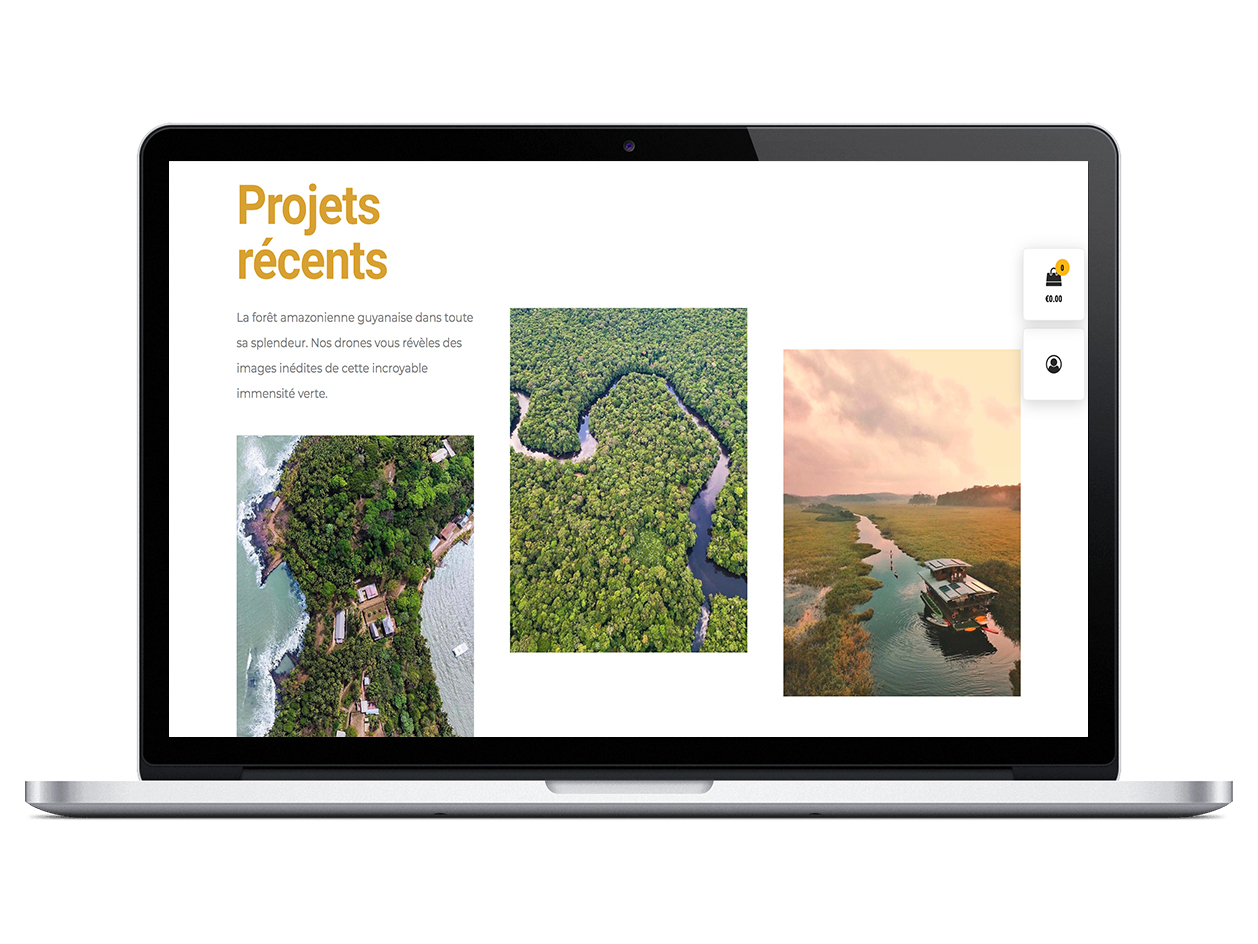 Projets
récents
La forêt amazonienne guyanaise dans toute
sa splendeur. Nos drones vous révèles des
images inédites de cette incroyable
immensité verte.
0
€0.00